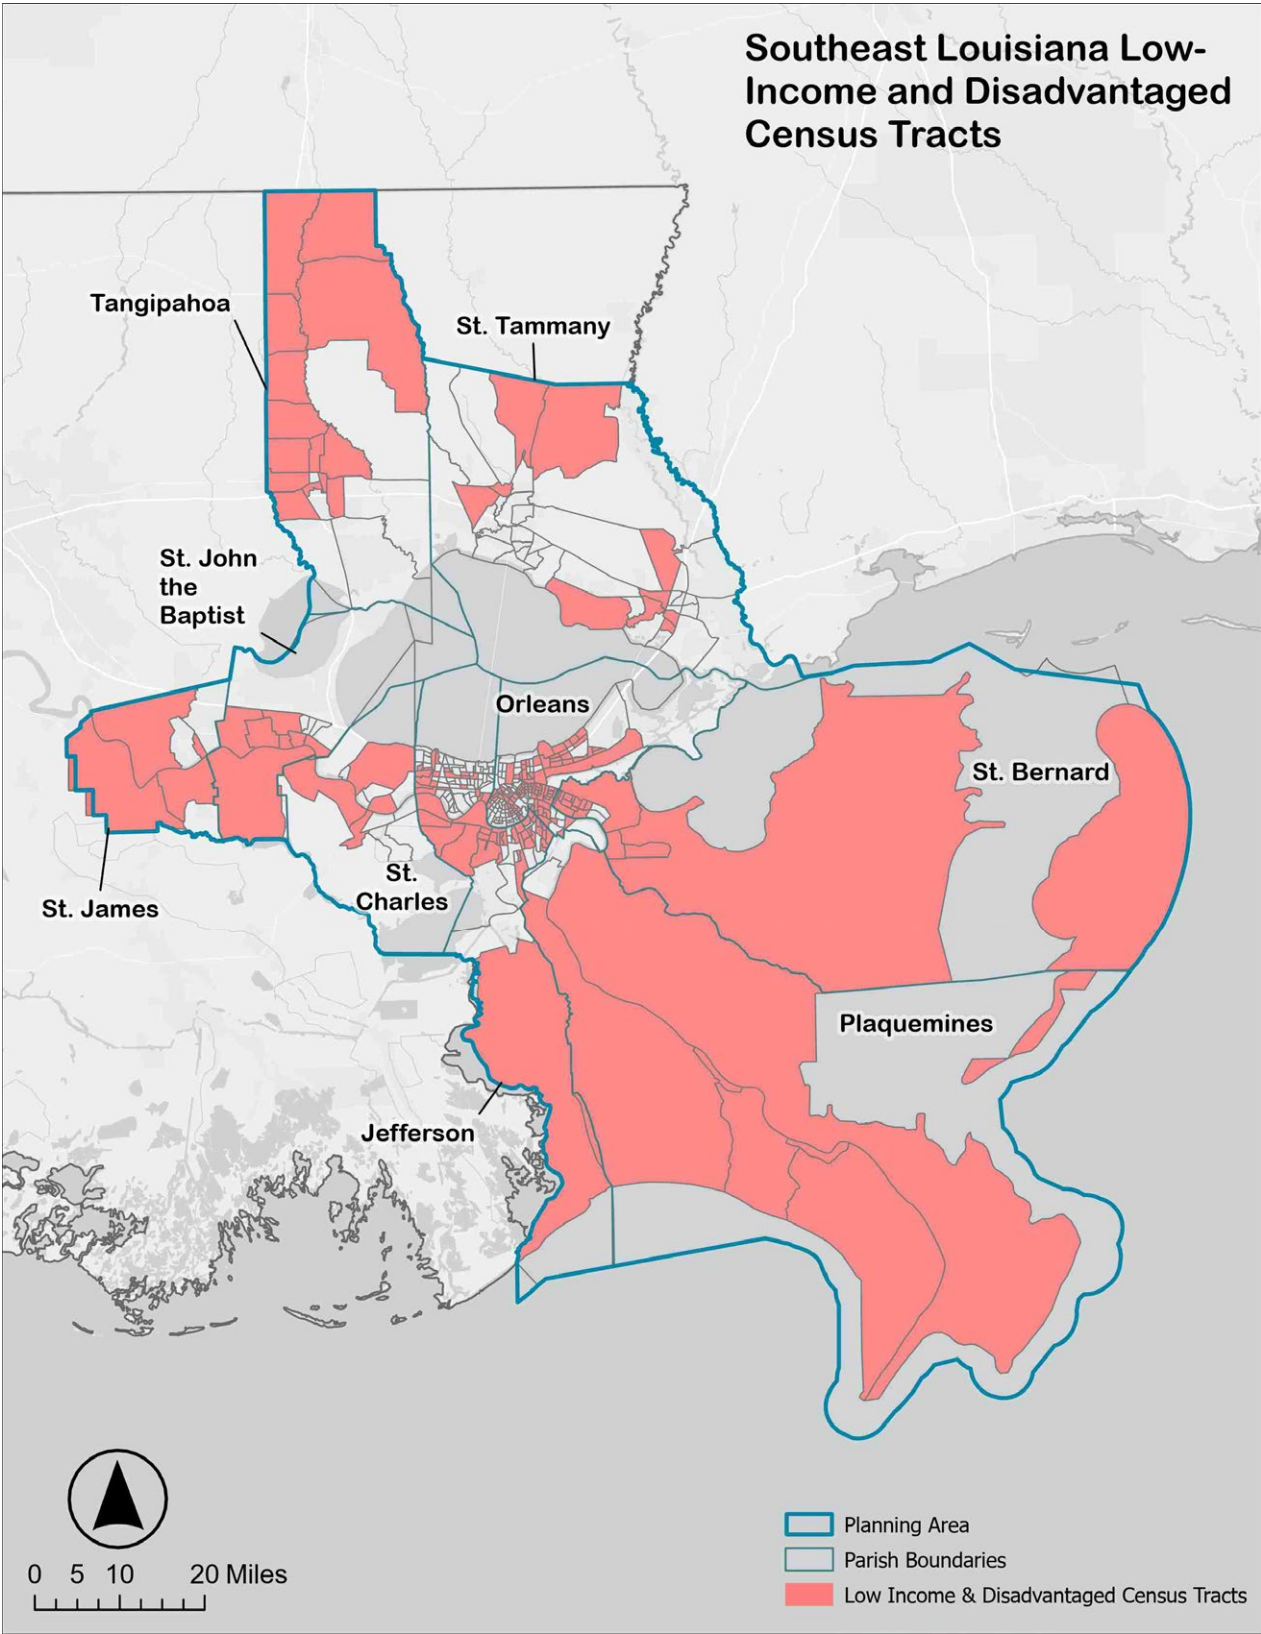 Southeast Louisiana Low-
Income and Disadvantaged
Census Tracts
Tangipahoa
St. Tammany
St. John
the
Baptist
Orleans
St. Bernard
St.
Charles
St. James
Plaquemines
Jefferson
0 5 10 20 Miles
Planning Area
Parish Boundaries
Low Income & Disadvantaged Census Tracts